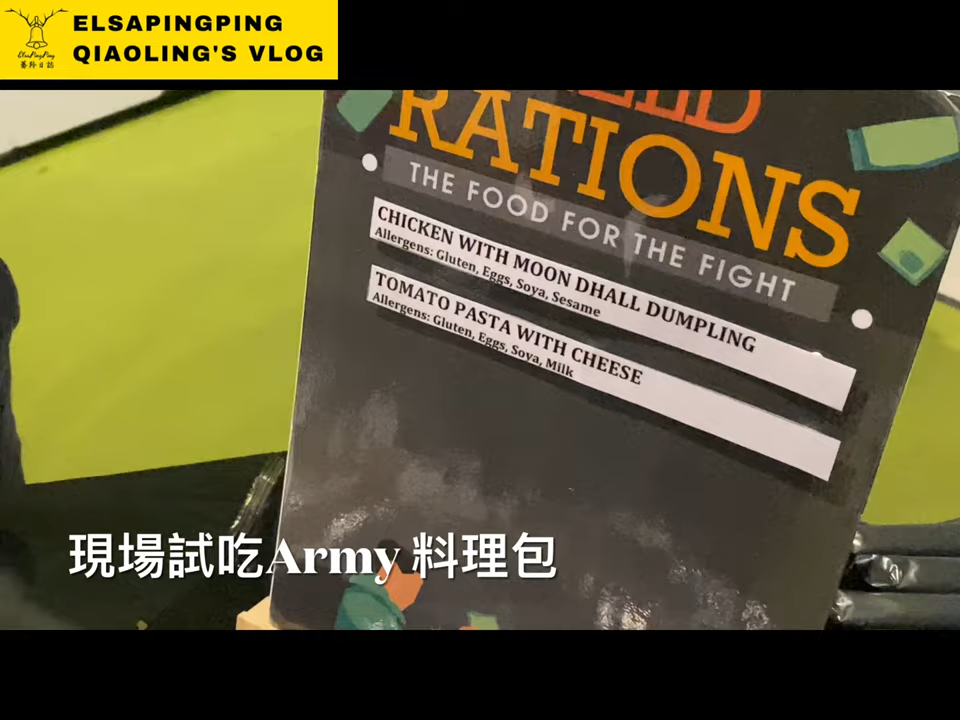 ELSAPINGPING
QIAOLING'S VLOG
ElsaPingPing
RATIONS
THE FOOD FOR THE FIGHT
CHICKEN WITH MOON DHALL DUMPLING
Allergens: Gluten, Eggs, Soya, Sesame
TOMATO PASTA WITH CHEESE
Allergens: Gluten, Eggs, Soya, Milk
現場試吃Army 料理包